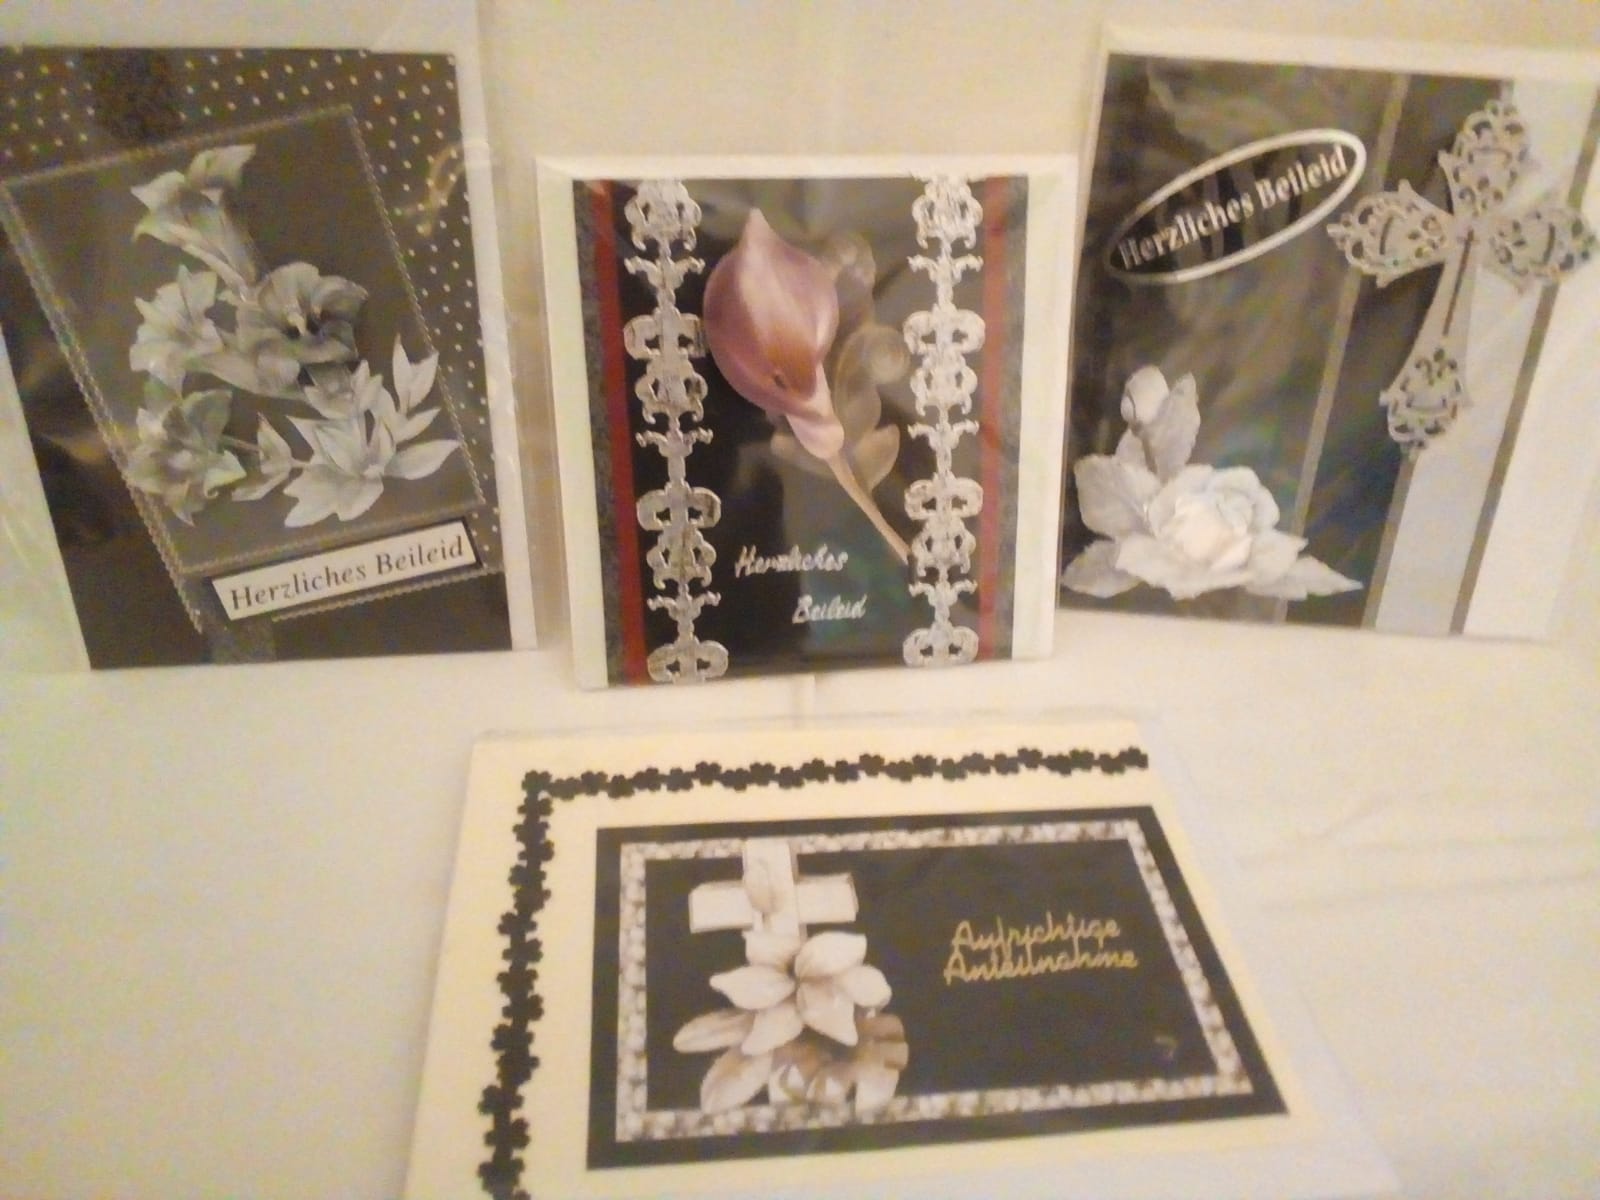 Herzliches Beileid
Herzliches
Beileid
Herzliches Beileid
Aufrichtige
Anteilnahme